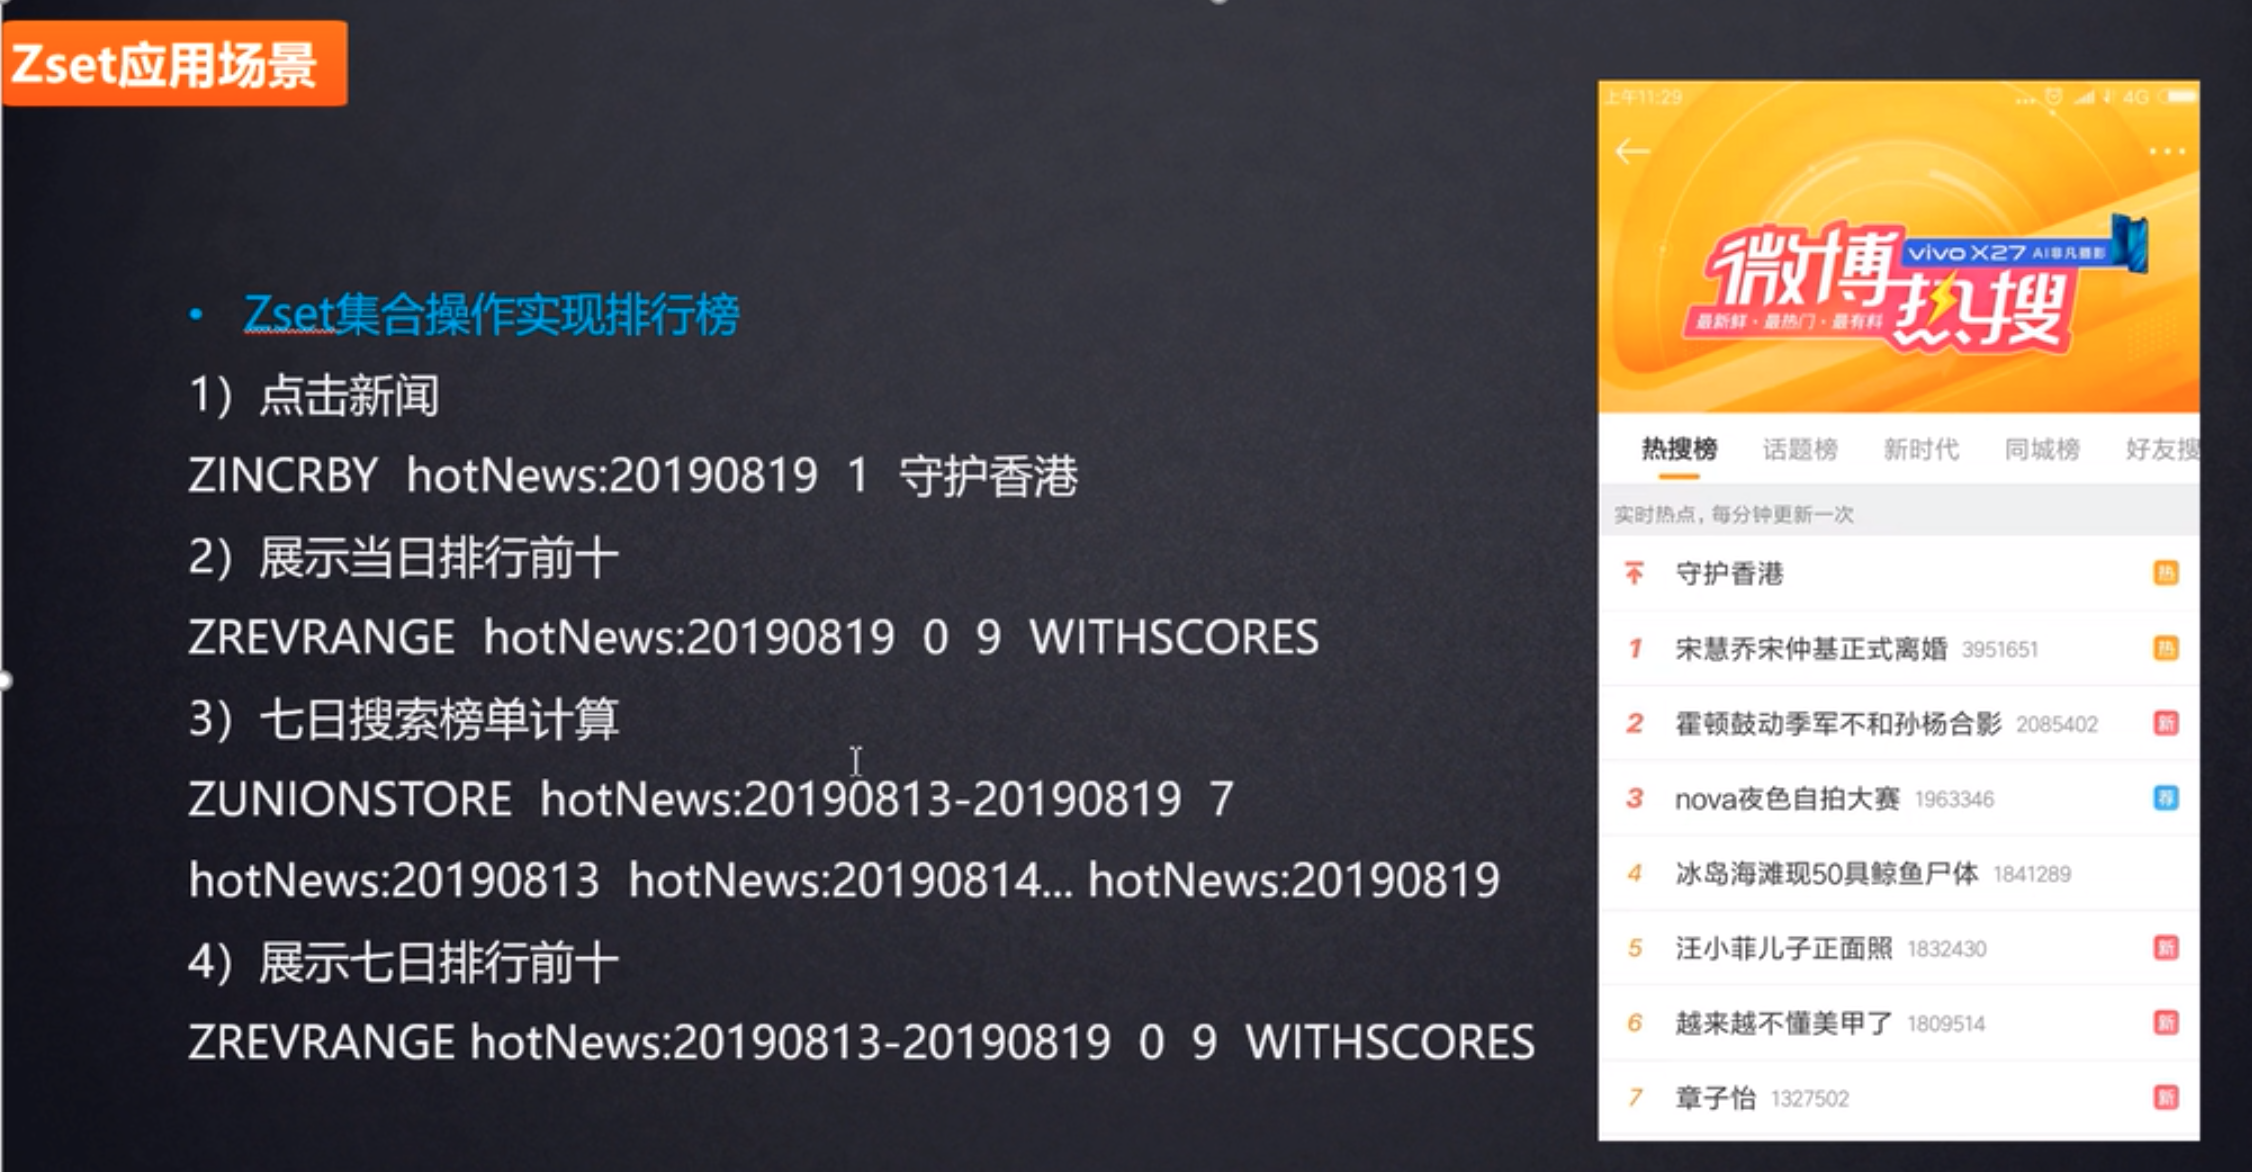 Zset应用场景
• Zset集合操作实现排行榜
1）点击新闻
ZINCRBY hotNews:20190819 1 守护香港
2）展示当日排行前十
ZREVRANGE hotNews:20190819 0 9 WITHSCORES
3）七日搜索榜单计算
ZUNIONSTORE hotNews:20190813-20190819 7
hotNews:20190813 hotNews:20190814... hotNews:20190819
4）展示七日排行前十
ZREVRANGE hotNews:20190813-20190819 0 9 WITHSCORES
上午11:29 ... 4G
微博热搜
vivo X27 AI非凡摄影
最新鲜·最热门·最有料
热搜榜 话题榜 新时代 同城榜 好友搜
实时热点，每分钟更新一次
守护香港 热
1 宋慧乔宋仲基正式离婚 3951651 热
2 霍顿鼓动季军不和孙杨合影 2085402 新
3 nova夜色自拍大赛 1963346 荐
4 冰岛海滩现50具鲸鱼尸体 1841289
5 汪小菲儿子正面照 1832430 新
6 越来越不懂美甲了 1809514 新
7 章子怡 1327502 新